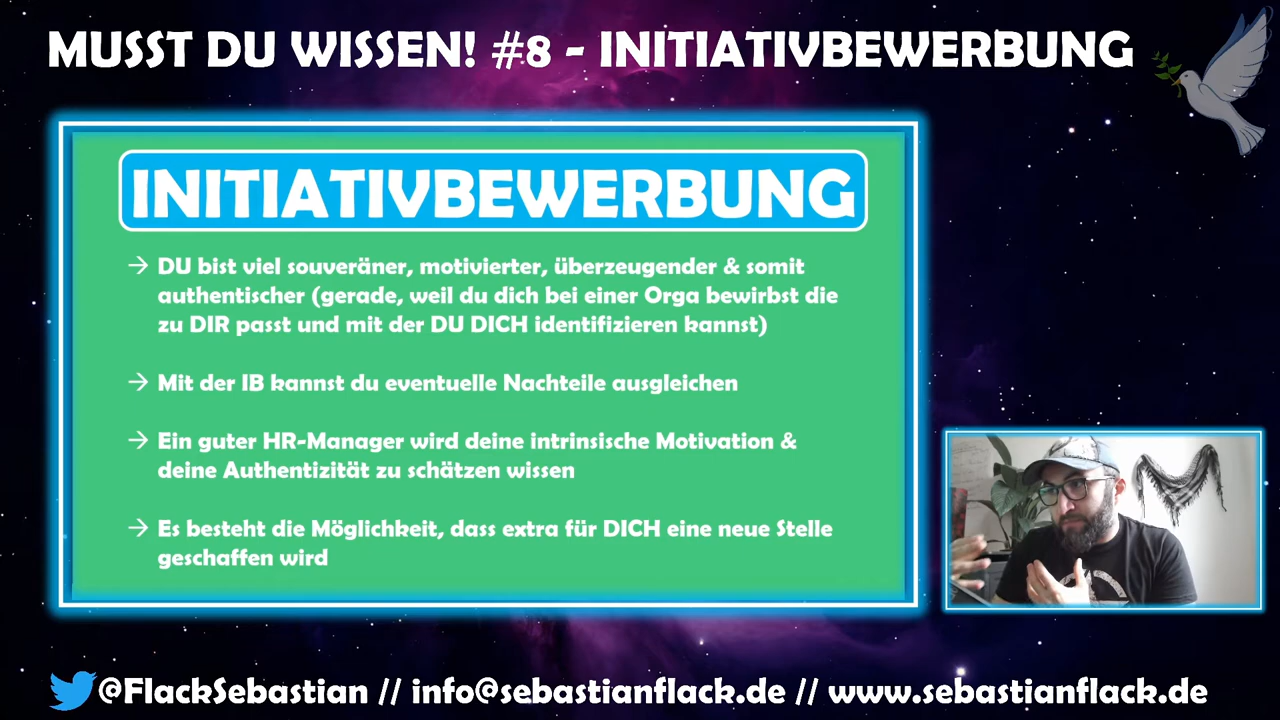 MUSST DU WISSEN! #8 - INITIATIVBEWERBUNG
INITIATIVBEWERBUNG
→ DU bist viel souveräner, motivierter, überzeugender & somit
authentischer (gerade, weil du dich bei einer Orga bewirbst die
zu DIR passt und mit der DU DICH identifizieren kannst)
→ Mit der IB kannst du eventuelle Nachteile ausgleichen
→ Ein guter HR-Manager wird deine intrinsische Motivation &
deine Authentizität zu schätzen wissen
→ Es besteht die Möglichkeit, dass extra für DICH eine neue Stelle
geschaffen wird
@FlackSebastian // info@sebastianflack.de // www.sebastianflack.de